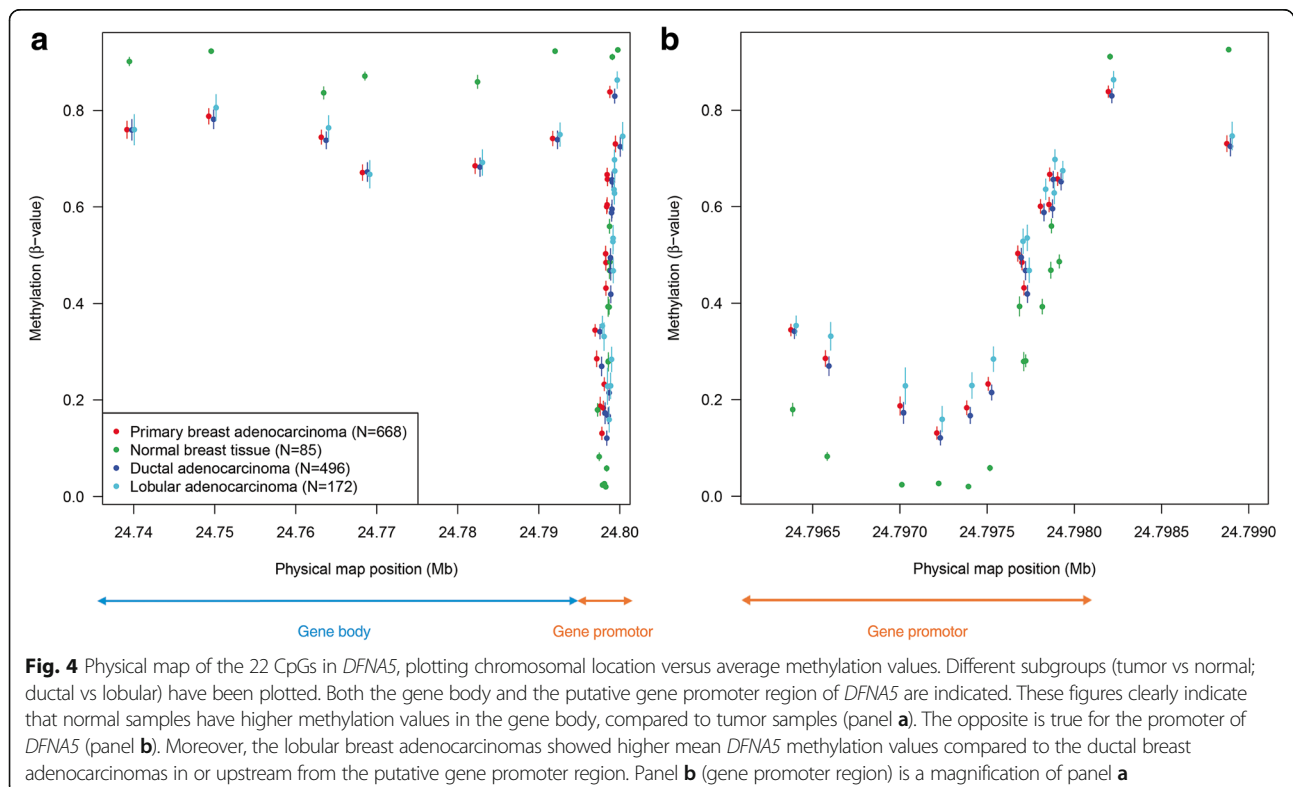 a
Methylation (β−value)
0.8
0.6
0.4
0.2
0.0
Primary breast adenocarcinoma (N=668)
Normal breast tissue (N=85)
Ductal adenocarcinoma (N=496)
Lobular adenocarcinoma (N=172)
24.74 24.75 24.76 24.77 24.78 24.79 24.80
Physical map position (Mb)
Gene body
Gene promotor
b
Methylation (β−value)
0.8
0.6
0.4
0.2
0.0
24.7965 24.7970 24.7975 24.7980 24.7985 24.7990
Physical map position (Mb)
Gene promotor
Fig. 4 Physical map of the 22 CpGs in DFNA5, plotting chromosomal location versus average methylation values. Different subgroups (tumor vs normal;
ductal vs lobular) have been plotted. Both the gene body and the putative gene promoter region of DFNA5 are indicated. These figures clearly indicate
that normal samples have higher methylation values in the gene body, compared to tumor samples (panel a). The opposite is true for the promoter of
DFNA5 (panel b). Moreover, the lobular breast adenocarcinomas showed higher mean DFNA5 methylation values compared to the ductal breast
adenocarcinomas in or upstream from the putative gene promoter region. Panel b (gene promoter region) is a magnification of panel a